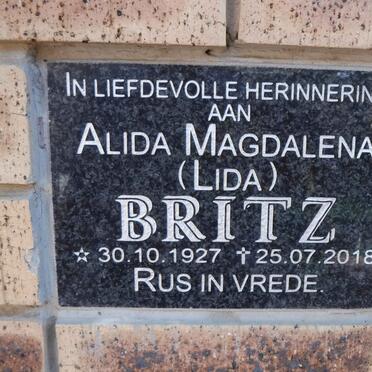 IN LIEFDEVOLLE HERINNERIN
AAN
ALIDA MAGDALENA
(LIDA)
BRITZ
☆ 30.10.1927 ✝ 25.07.2018
RUS IN VREDE.